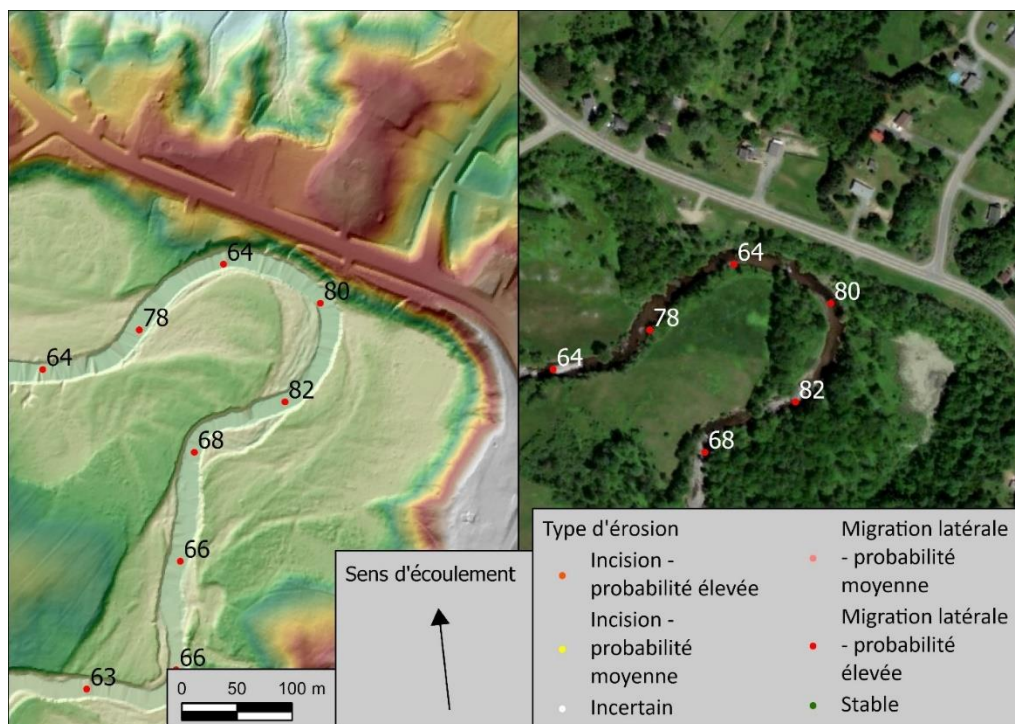 64
80
78
64
82
68
66
66
63
0 50 100 m
Sens d'écoulement
64
80
78
64
82
68
Type d'érosion
Incision -
probabilité élevée
Incision -
probabilité
moyenne
Incertain
Migration latérale
- probabilité
moyenne
Migration latérale
- probabilité
élevée
Stable